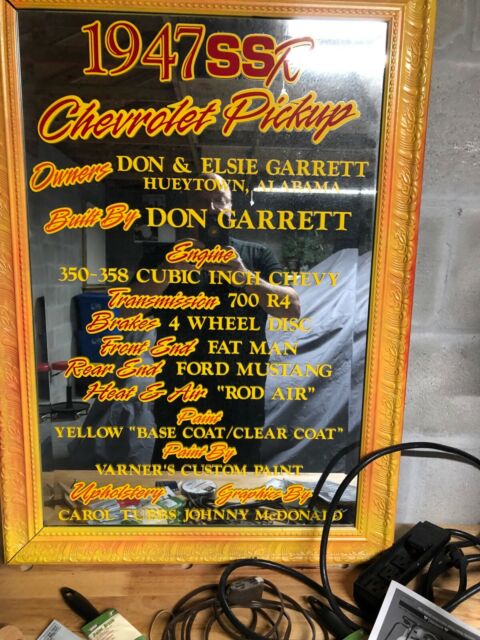 1947 SSR
Chevrolet Pickup
Owners DON & ELSIE GARRETT
HUEYTOWN, ALABAMA
Built By DON GARRETT
Engine
350-358 CUBIC INCH CHEVY
Transmission 700 R4
Brakes 4 WHEEL DISC
Front End FAT MAN
Rear End FORD MUSTANG
Heat & Air "ROD AIR"
Paint
YELLOW "BASE COAT/CLEAR COAT"
Paint By
VARNER'S CUSTOM PAINT
Upholstery Graphics By
CAROL TUBBS JOHNNY McDONALD